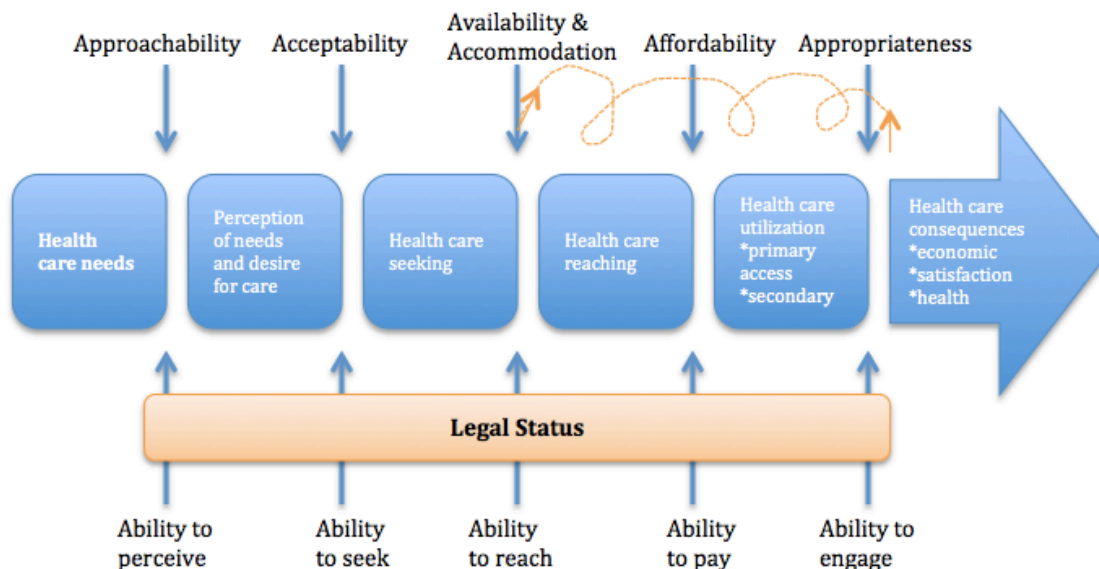 Approachability
Acceptability
Availability &
Accommodation
Affordability
Appropriateness
Health
care needs
Perception
of needs
and desire
for care
Health care
seeking
Health care
reaching
Health care
utilization
*primary
access
*secondary
Health care
consequences
*economic
*satisfaction
*health
Legal Status
Ability to
perceive
Ability
to seek
Ability
to reach
Ability
to pay
Ability to
engage